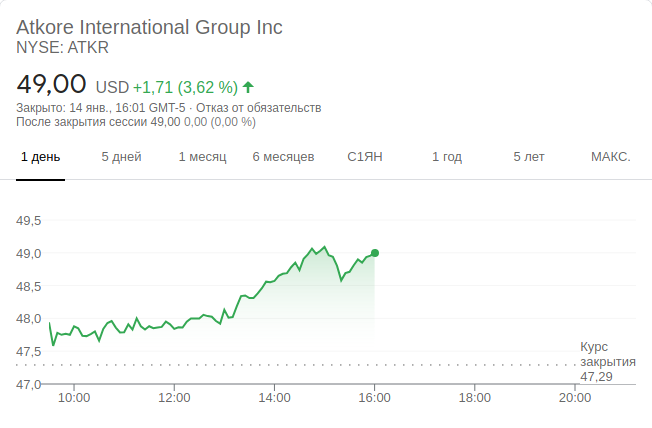 Atkore International Group Inc
NYSE: ATKR
49,00 USD +1,71 (3,62 %)
Закрыто: 14 янв., 16:01 GMT-5 · Отказ от обязательств
После закрытия сессии 49,00 0,00 (0,00 %)
1 день 5 дней 1 месяц 6 месяцев С1ЯН 1 год 5 лет МАКС.
49,5
49,0
48,5
48,0
47,5
47,0
Курс
закрытия
47,29
10:00 12:00 14:00 16:00 18:00 20:00